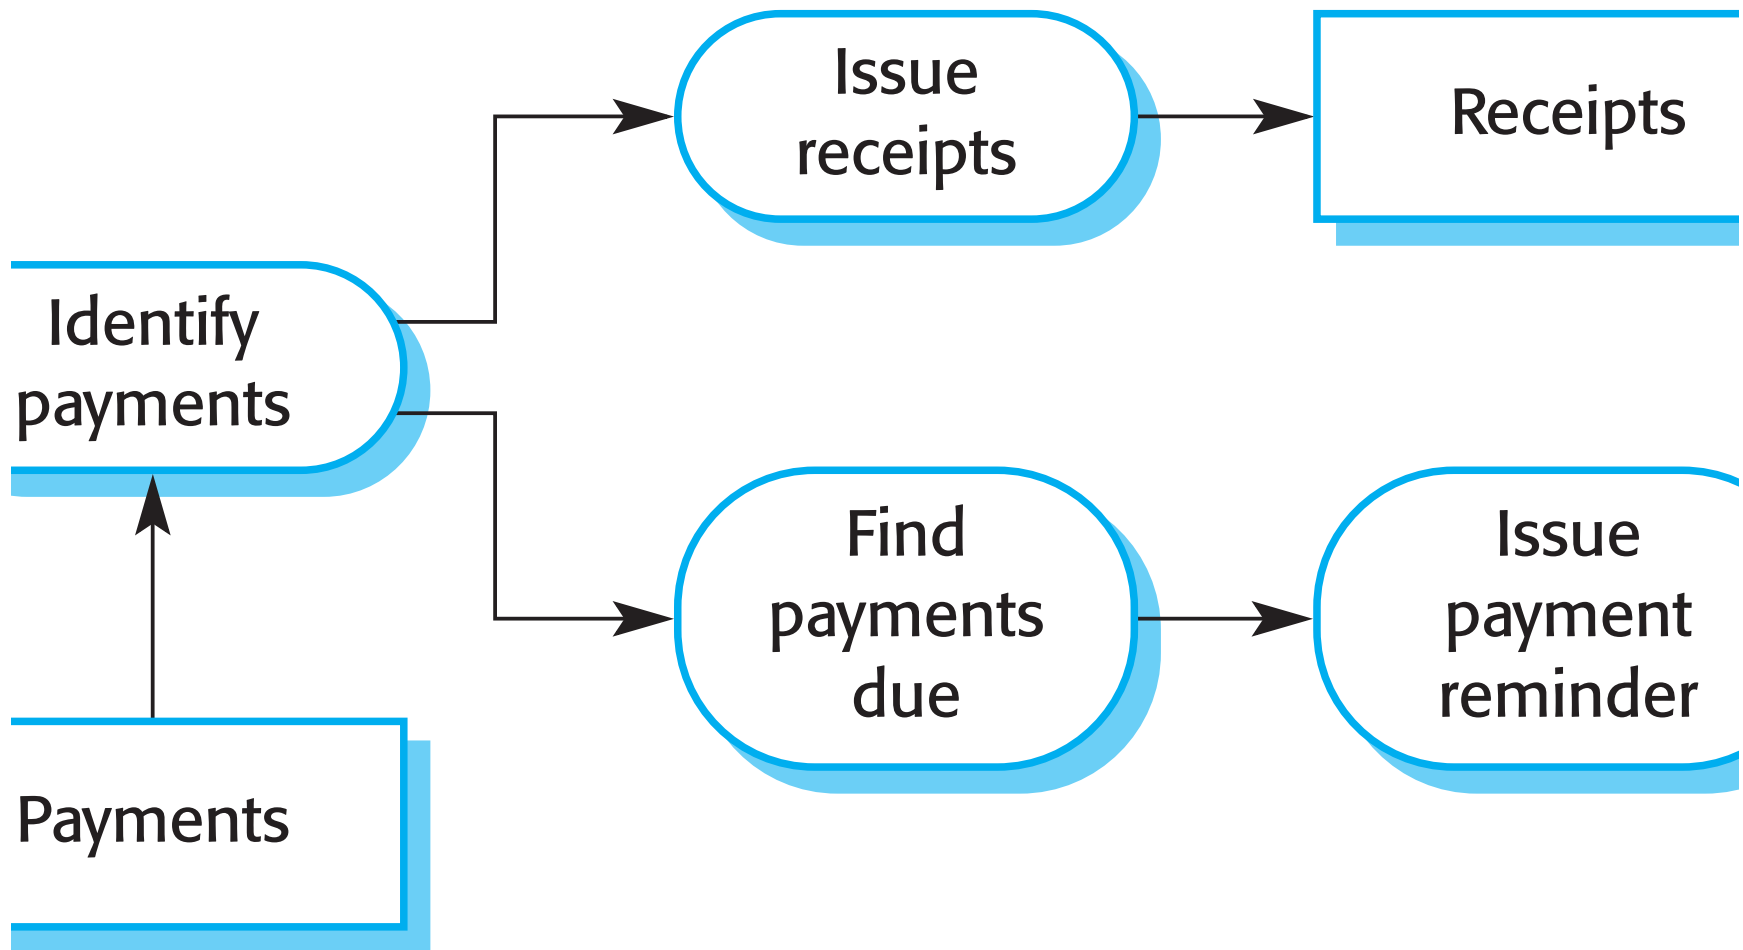 Issue
receipts
Receipts
Identify
payments
Find
payments
due
Issue
payment
reminder
Payments